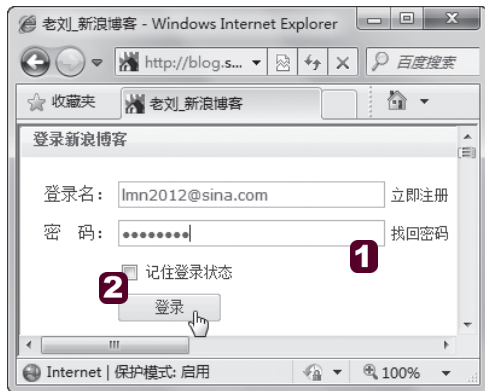 老刘_新浪博客 - Windows Internet Explorer
http://blog.s... 百度搜索
收藏夹 老刘_新浪博客
登录新浪博客
登录名： lmn2012@sina.com 立即注册
密 码： ●●●●●●●● 找回密码
1
记住登录状态
2
登录
Internet | 保护模式: 启用 100%